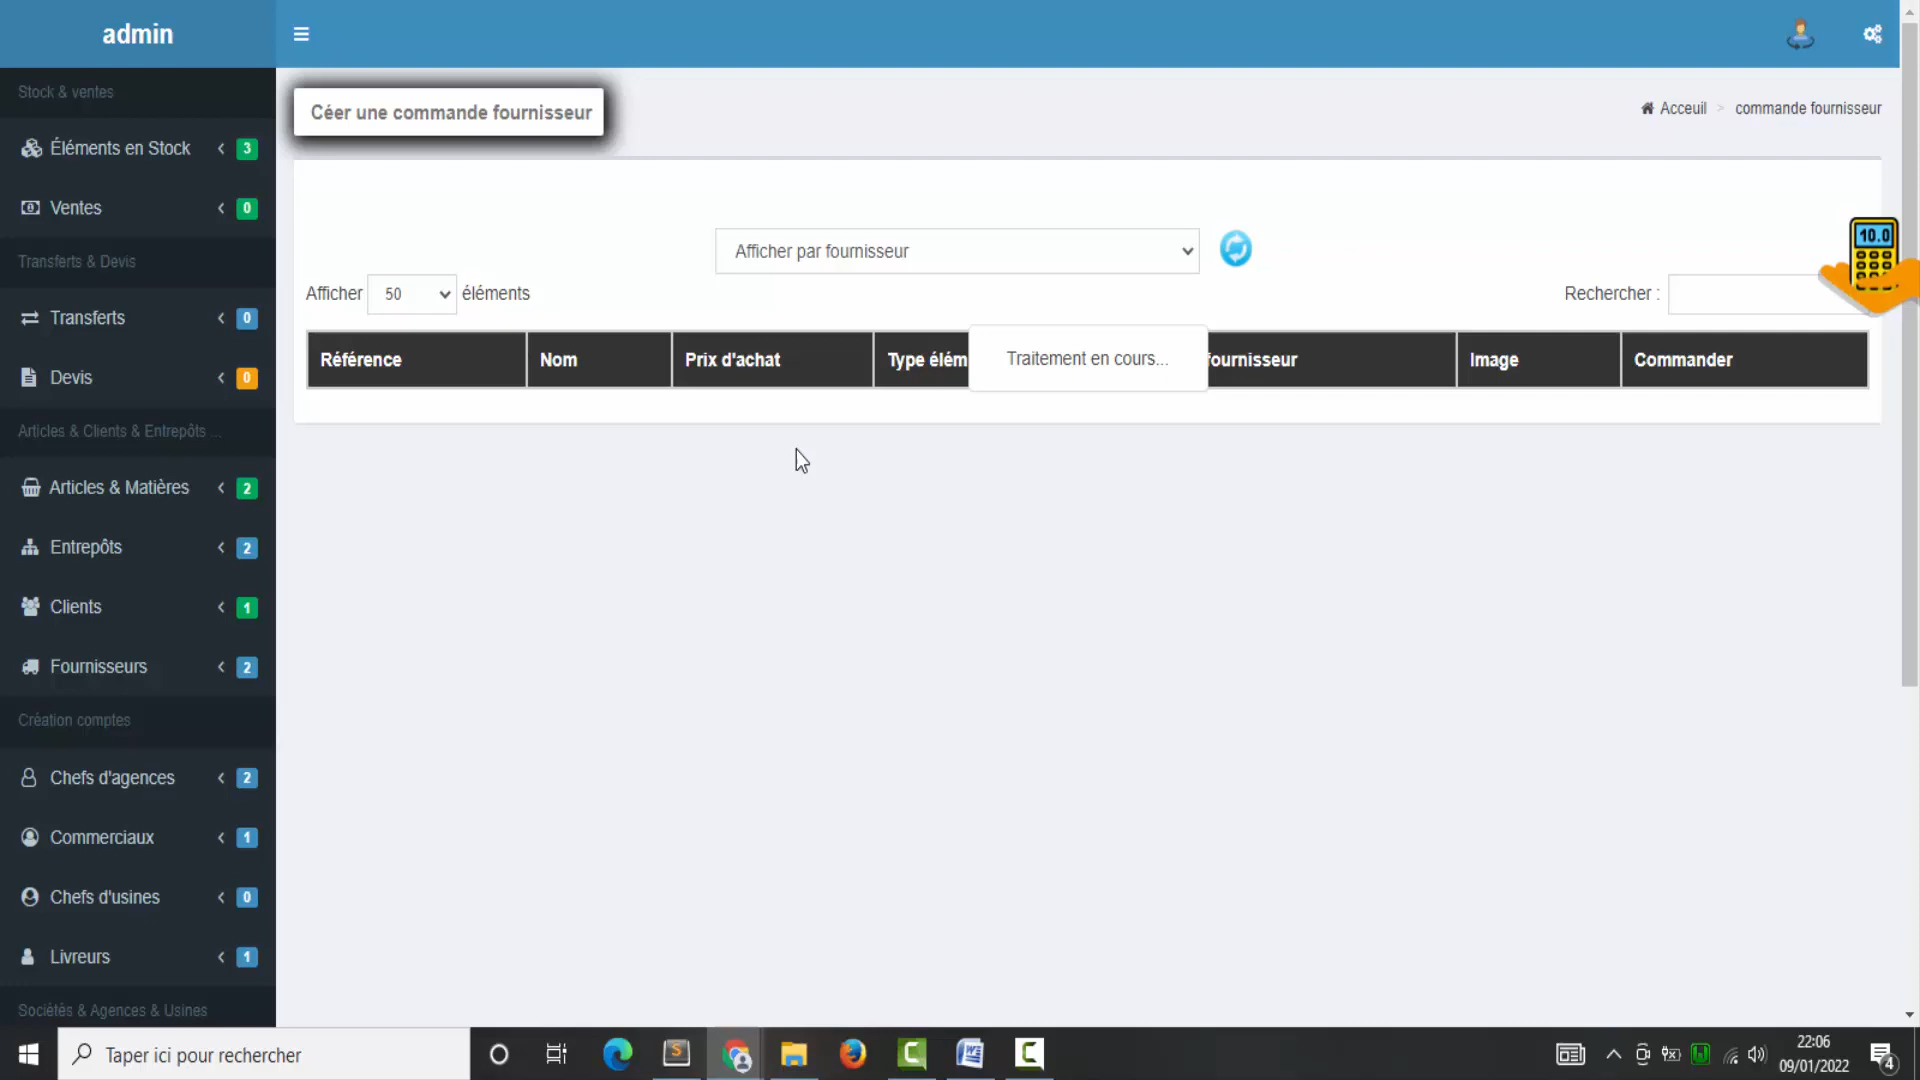 admin
Stock & ventes
Éléments en Stock 3
Ventes 0
Transferts & Devis
Transferts 0
Devis 0
Articles & Clients & Entrepôts ...
Articles & Matières 2
Entrepôts 2
Clients 1
Fournisseurs 2
Création comptes
Chefs d'agences 2
Commerciaux 1
Chefs d'usines 0
Livreurs 1
Sociétés & Agences & Usines
Céer une commande fournisseur
Acceuil > commande fournisseur
Afficher par fournisseur
10.0
Afficher 50 éléments
Rechercher :
Référence Nom Prix d'achat Type élém fournisseur Image Commander
Traitement en cours...
Taper ici pour rechercher
22:06
09/01/2022
4